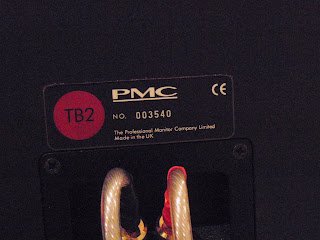 PMC
CE
TB2
NO. 003540
The Professional Monitor Company Limited
Made in the UK